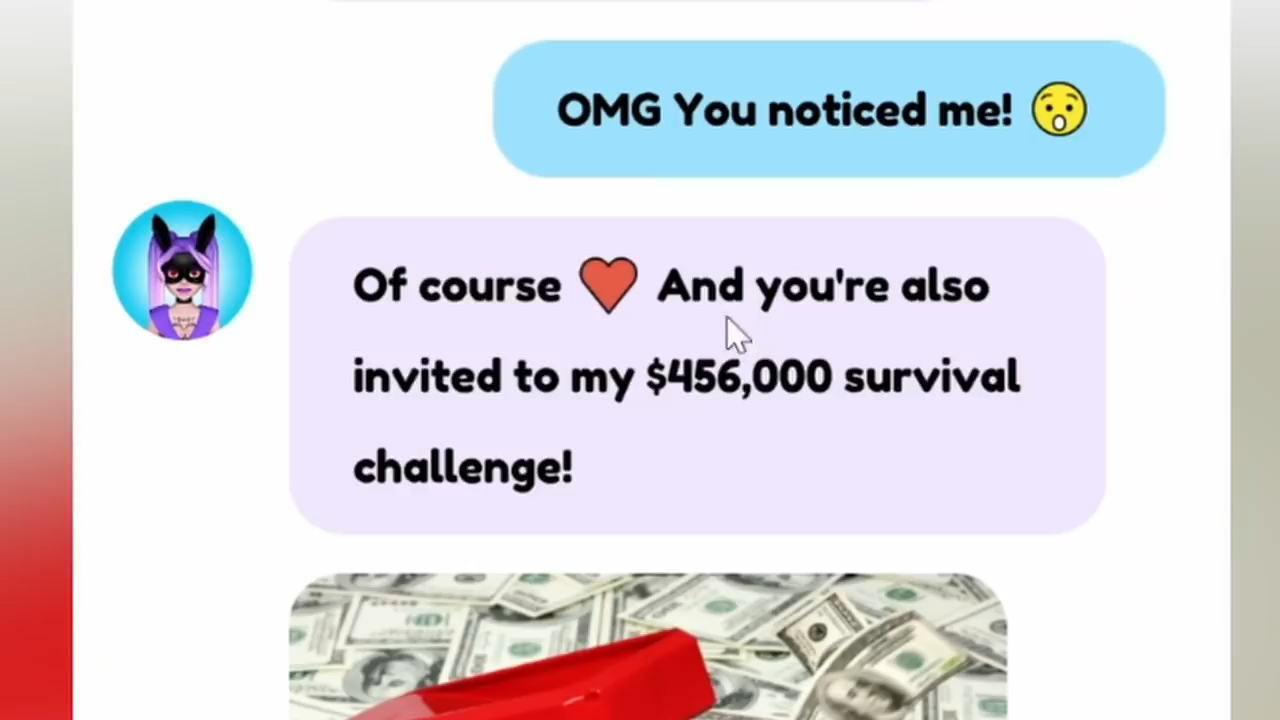 OMG You noticed me! 😯
Of course ❤️ And you're also
invited to my $456,000 survival
challenge!